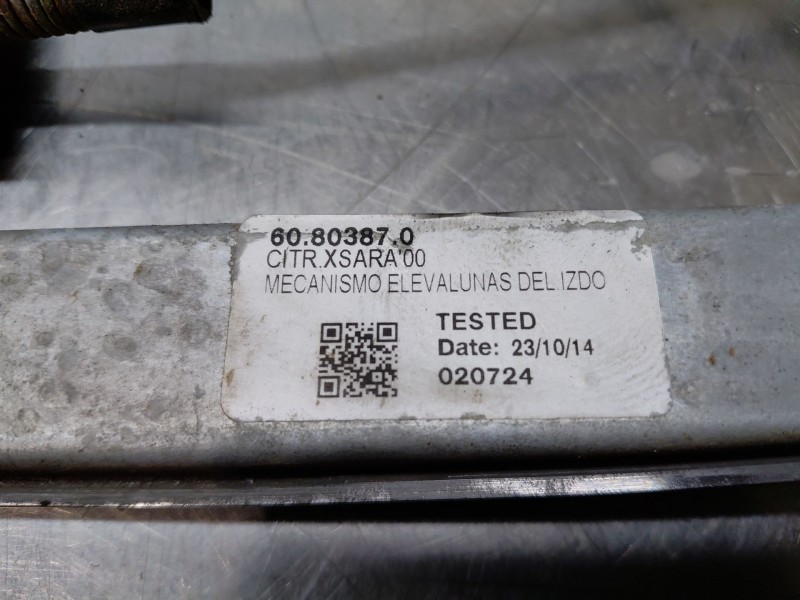 60.80387.0
CITR.XSARA'00
MECANISMO ELEVALUNAS DEL IZDO
TESTED
Date: 23/10/14
020724